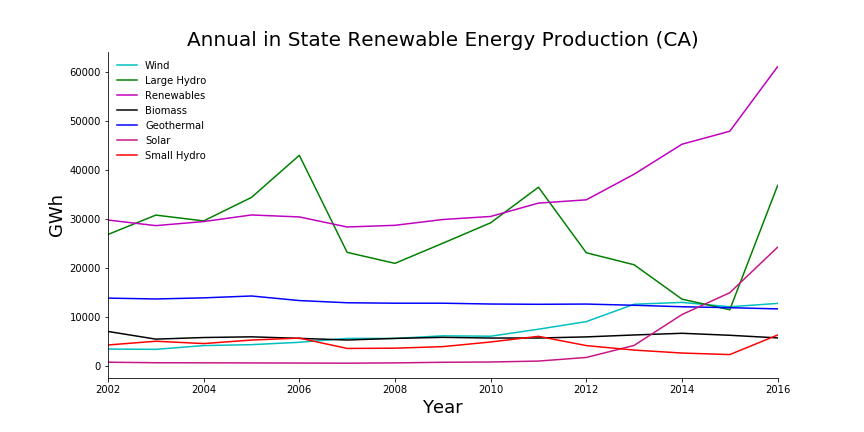 Annual in State Renewable Energy Production (CA)
Wind
Large Hydro
Renewables
Biomass
Geothermal
Solar
Small Hydro
60000
50000
40000
30000
20000
10000
0
GWh
2002 2004 2006 2008 2010 2012 2014 2016
Year